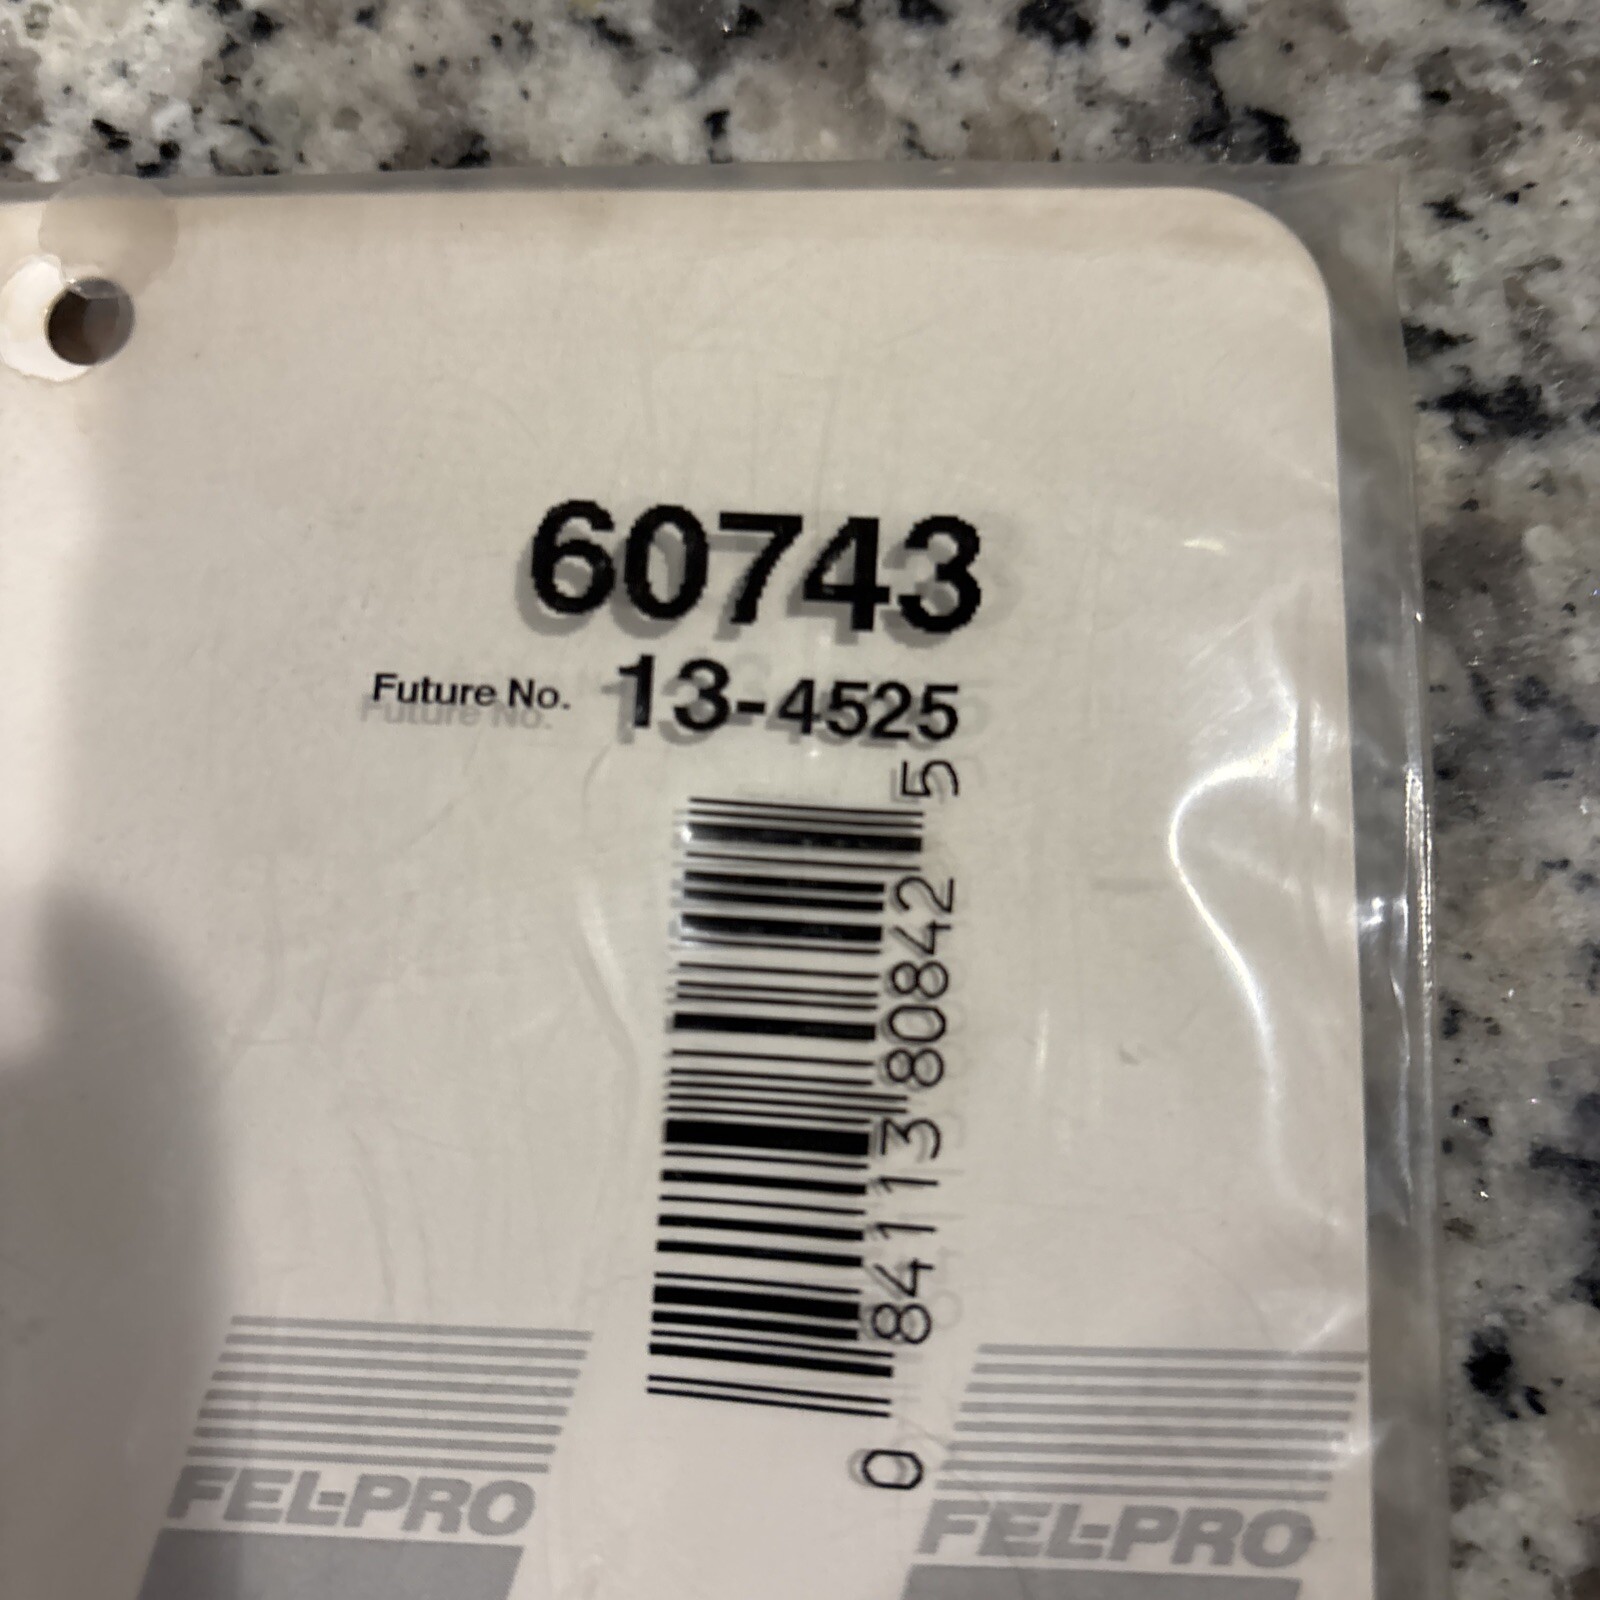 60743
Future No. 13-4525
0 84113 80842 5
FEL-PRO FEL-PRO